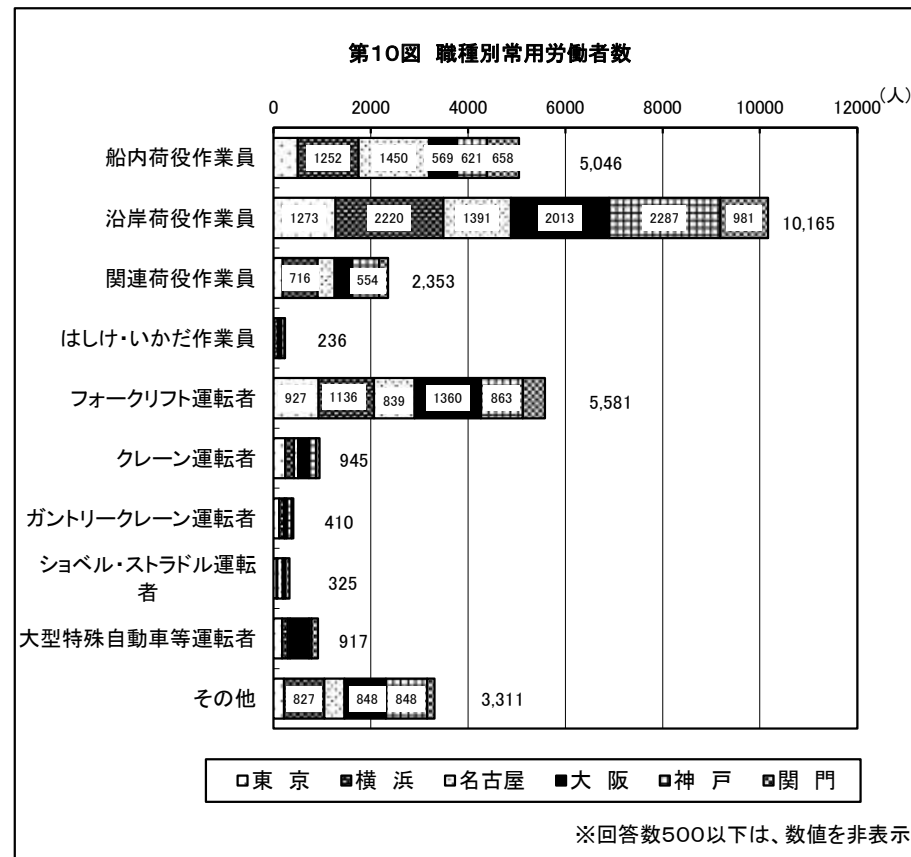 第10図 職種別常用労働者数
(人)
0 2000 4000 6000 8000 10000 12000
船内荷役作業員 1252 1450 569 621 658 5,046
沿岸荷役作業員 1273 2220 1391 2013 2287 981 10,165
関連荷役作業員 716 554 2,353
はしけ・いかだ作業員 236
フォークリフト運転者 927 1136 839 1360 863 5,581
クレーン運転者 945
ガントリークレーン運転者 410
ショベル・ストラドル運転
者 325
大型特殊自動車等運転者 917
その他 827 848 848 3,311
東 京 横 浜 名古屋 大 阪 神 戸 関 門
※回答数500以下は、数値を非表示